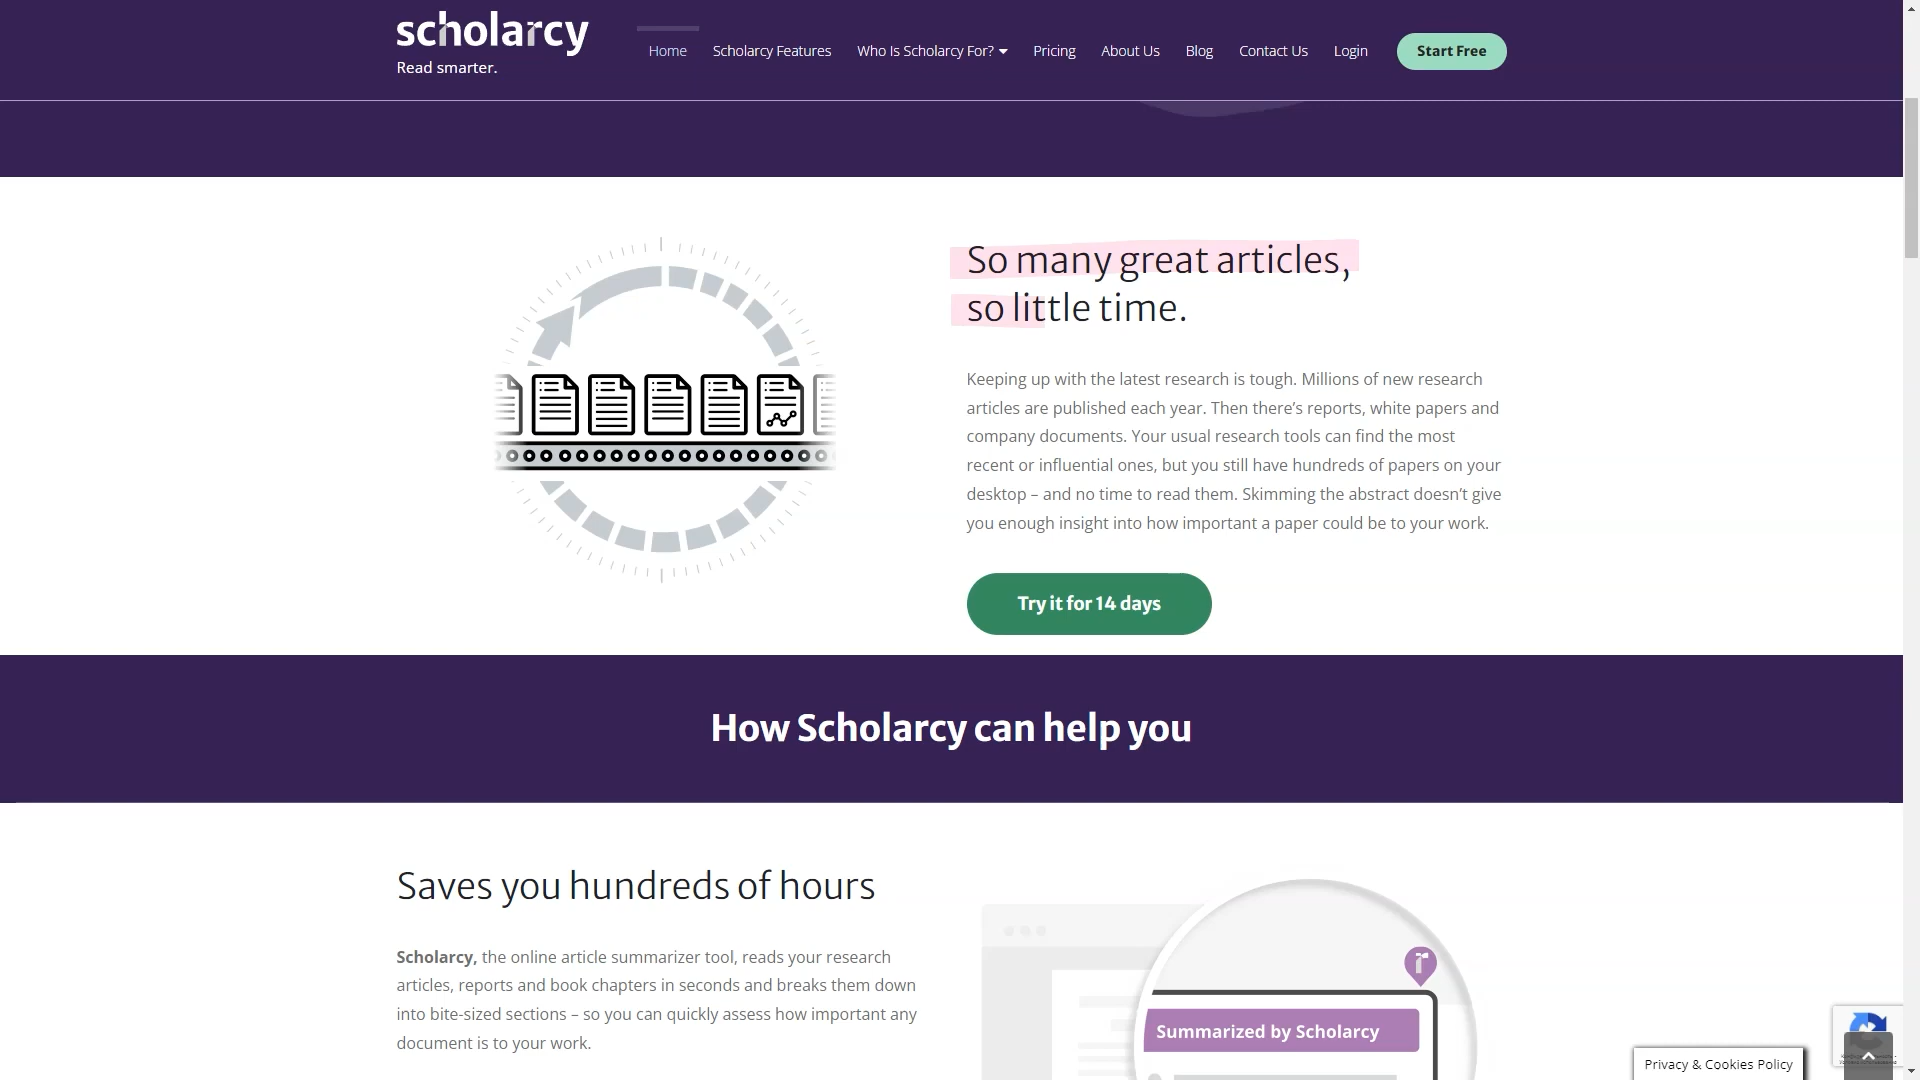 scholarcy
Read smarter.
Home Scholarcy Features Who Is Scholarcy For? Pricing About Us Blog Contact Us Login Start Free
So many great articles,
so little time.
Keeping up with the latest research is tough. Millions of new research
articles are published each year. Then there’s reports, white papers and
company documents. Your usual research tools can find the most
recent or influential ones, but you still have hundreds of papers on your
desktop – and no time to read them. Skimming the abstract doesn’t give
you enough insight into how important a paper could be to your work.
Try it for 14 days
How Scholarcy can help you
Saves you hundreds of hours
Scholarcy, the online article summarizer tool, reads your research
articles, reports and book chapters in seconds and breaks them down
into bite-sized sections – so you can quickly assess how important any
document is to your work.
r
Summarized by Scholarcy
Privacy & Cookies Policy